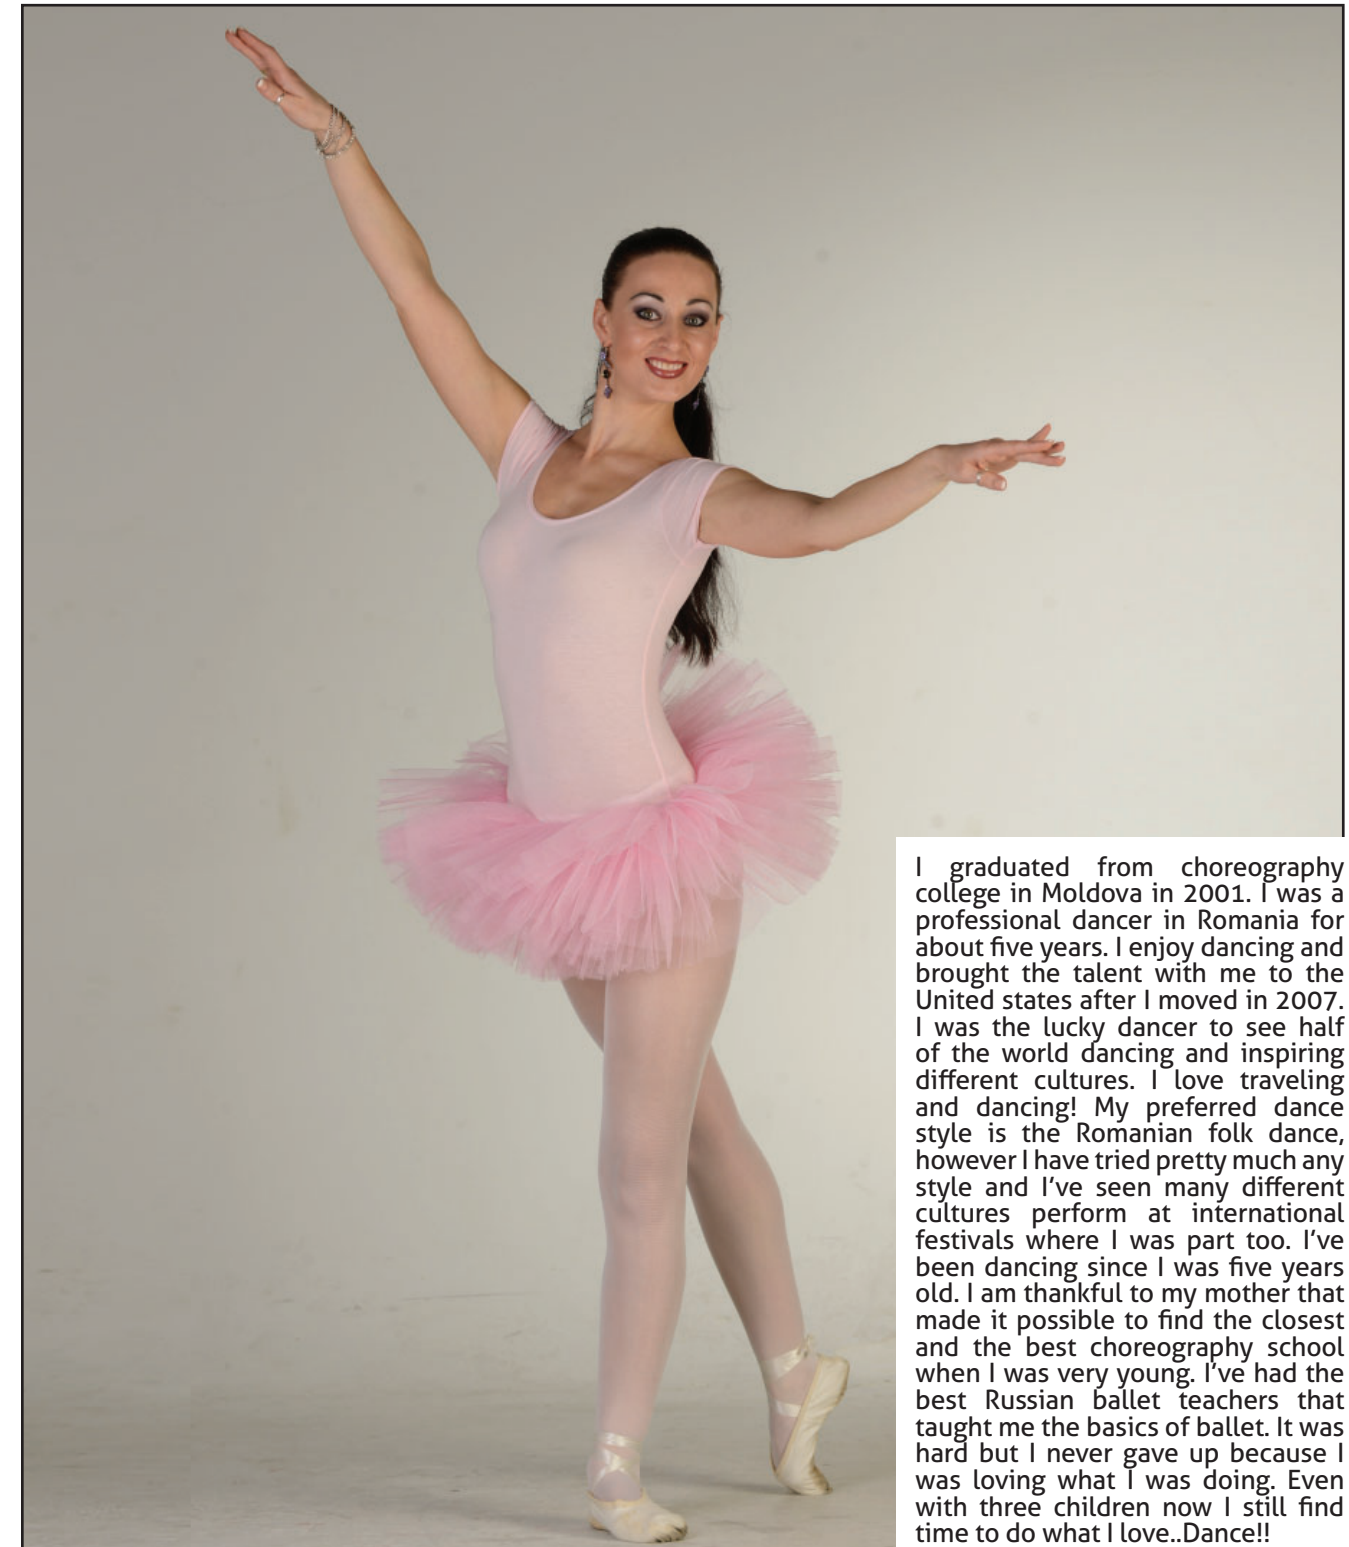 I graduated from choreography
college in Moldova in 2001. I was a
professional dancer in Romania for
about five years. I enjoy dancing and
brought the talent with me to the
United states after I moved in 2007.
I was the lucky dancer to see half
of the world dancing and inspiring
different cultures. I love traveling
and dancing! My preferred dance
style is the Romanian folk dance,
however I have tried pretty much any
style and I’ve seen many different
cultures perform at international
festivals where I was part too. I’ve
been dancing since I was five years
old. I am thankful to my mother that
made it possible to find the closest
and the best choreography school
when I was very young. I’ve had the
best Russian ballet teachers that
taught me the basics of ballet. It was
hard but I never gave up because I
was loving what I was doing. Even
with three children now I still find
time to do what I love..Dance!!